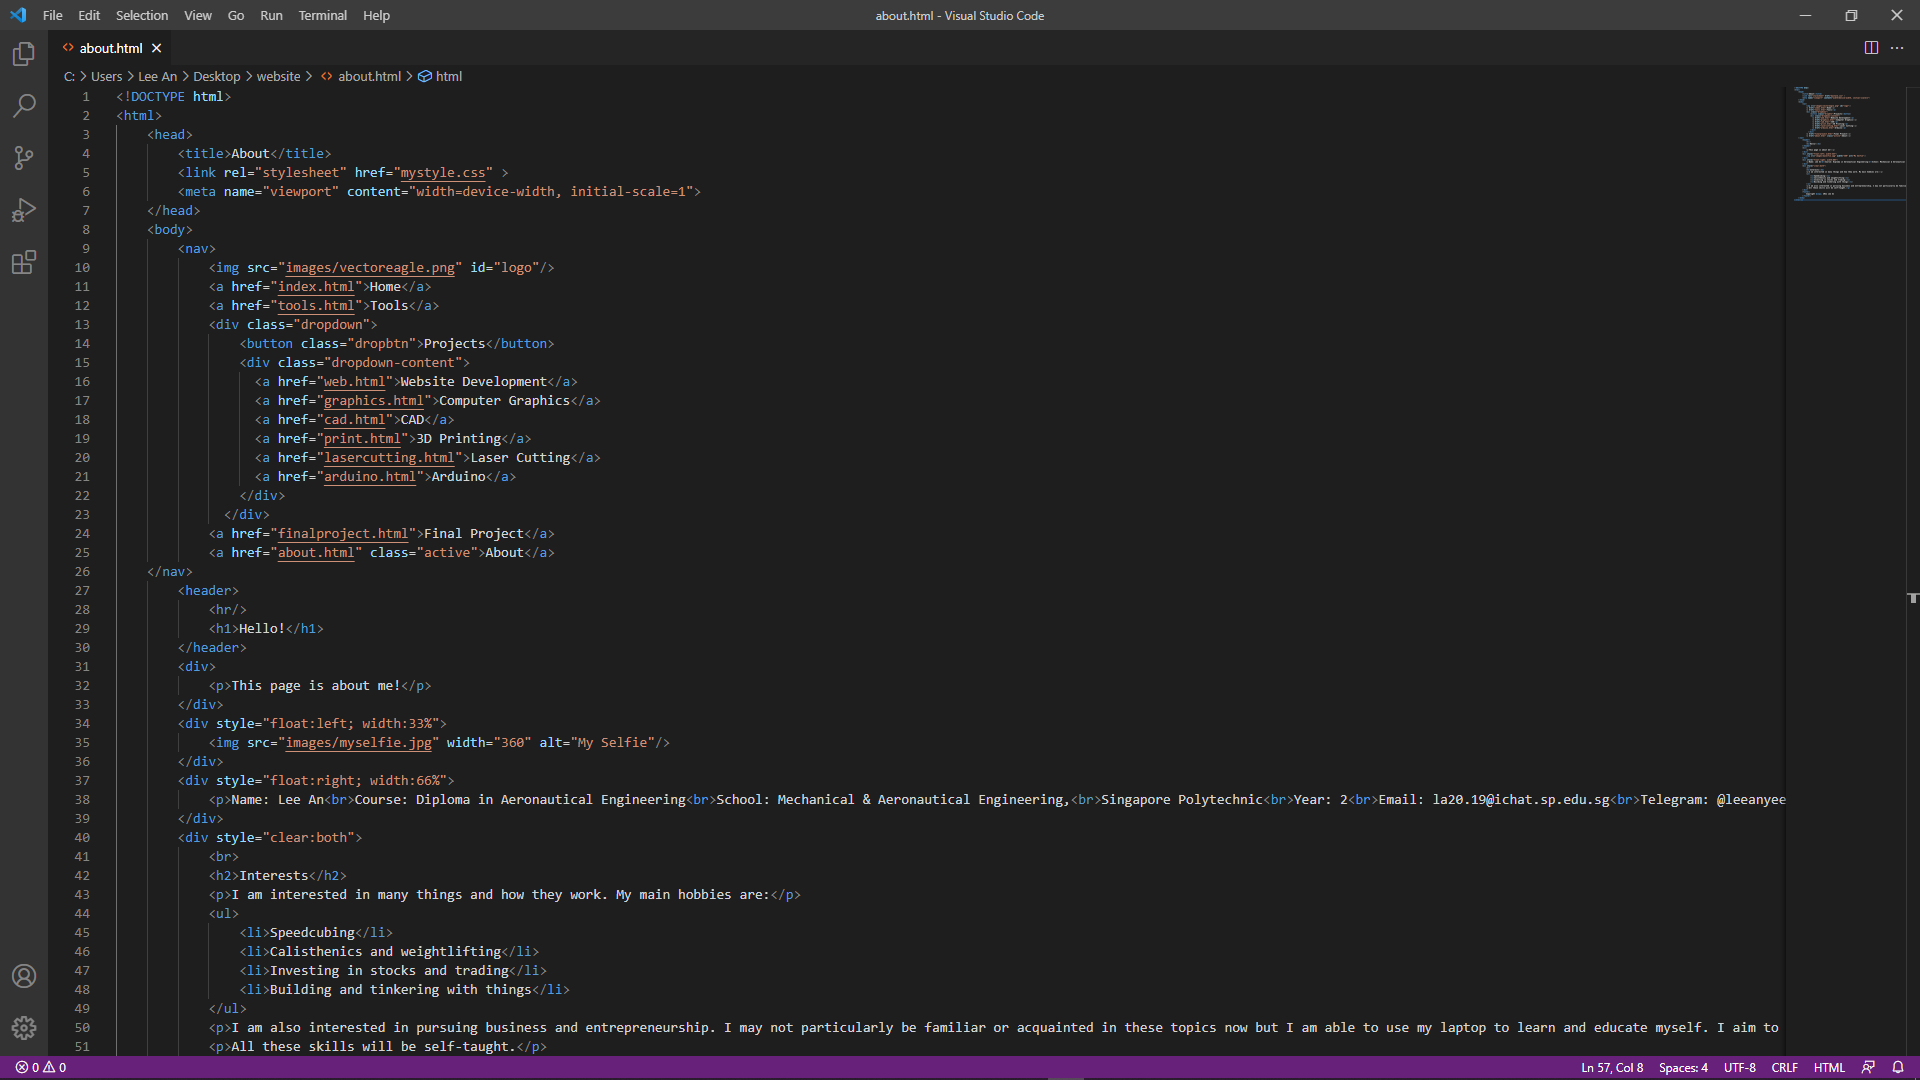 File Edit Selection View Go Run Terminal Help
about.html - Visual Studio Code
about.html
C: > Users > Lee An > Desktop > website > about.html > html
1 <!DOCTYPE html>
2 <html>
3 <head>
4 <title>About</title>
5 <link rel="stylesheet" href="mystyle.css" >
6 <meta name="viewport" content="width=device-width, initial-scale=1">
7 </head>
8 <body>
9 <nav>
10 <img src="images/vectoreagle.png" id="logo"/>
11 <a href="index.html">Home</a>
12 <a href="tools.html">Tools</a>
13 <div class="dropdown">
14 <button class="dropbtn">Projects</button>
15 <div class="dropdown-content">
16 <a href="web.html">Website Development</a>
17 <a href="graphics.html">Computer Graphics</a>
18 <a href="cad.html">CAD</a>
19 <a href="print.html">3D Printing</a>
20 <a href="lasercutting.html">Laser Cutting</a>
21 <a href="arduino.html">Arduino</a>
22 </div>
23 </div>
24 <a href="finalproject.html">Final Project</a>
25 <a href="about.html" class="active">About</a>
26 </nav>
27 <header>
28 <hr/>
29 <h1>Hello!</h1>
30 </header>
31 <div>
32 <p>This page is about me!</p>
33 </div>
34 <div style="float:left; width:33%">
35 <img src="images/myselfie.jpg" width="360" alt="My Selfie"/>
36 </div>
37 <div style="float:right; width:66%">
38 <p>Name: Lee An<br>Course: Diploma in Aeronautical Engineering<br>School: Mechanical & Aeronautical Engineering,<br>Singapore Polytechnic<br>Year: 2<br>Email: la20.19@ichat.sp.edu.sg<br>Telegram: @leeanyee
39 </div>
40 <div style="clear:both">
41 <br>
42 <h2>Interests</h2>
43 <p>I am interested in many things and how they work. My main hobbies are:</p>
44 <ul>
45 <li>Speedcubing</li>
46 <li>Calisthenics and weightlifting</li>
47 <li>Investing in stocks and trading</li>
48 <li>Building and tinkering with things</li>
49 </ul>
50 <p>I am also interested in pursuing business and entrepreneurship. I may not particularly be familiar or acquainted in these topics now but I am able to use my laptop to learn and educate myself. I aim to
51 <p>All these skills will be self-taught.</p>
0 0
Ln 57, Col 8 Spaces: 4 UTF-8 CRLF HTML